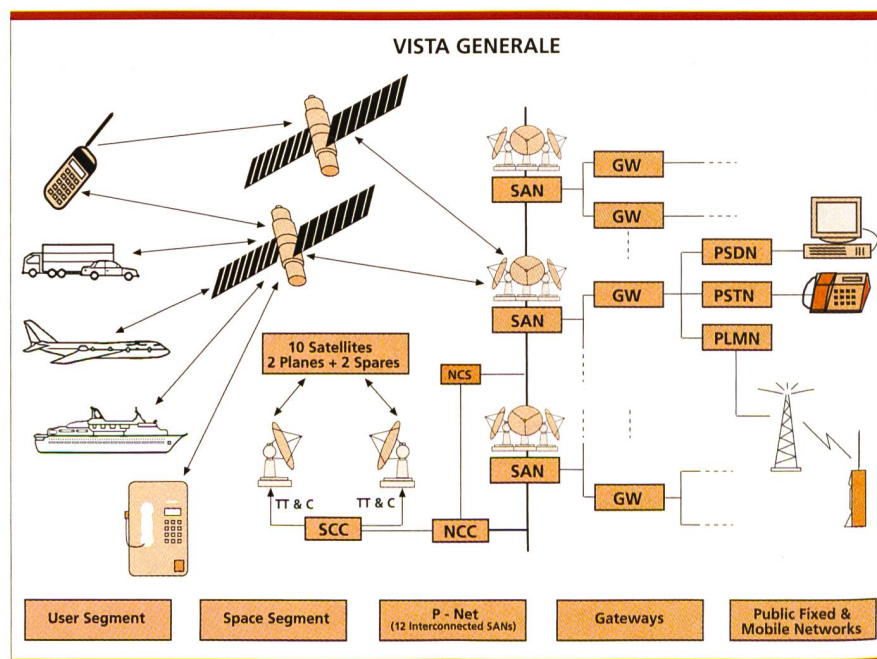 VISTA GENERALE
SAN
GW
GW
SAN
GW
PSDN
PSTN
PLMN
10 Satellites
2 Planes + 2 Spares
NCS
SAN
GW
TT & C
TT & C
SCC
NCC
User Segment
Space Segment
P - Net
(12 Interconnected SANs)
Gateways
Public Fixed &
Mobile Networks